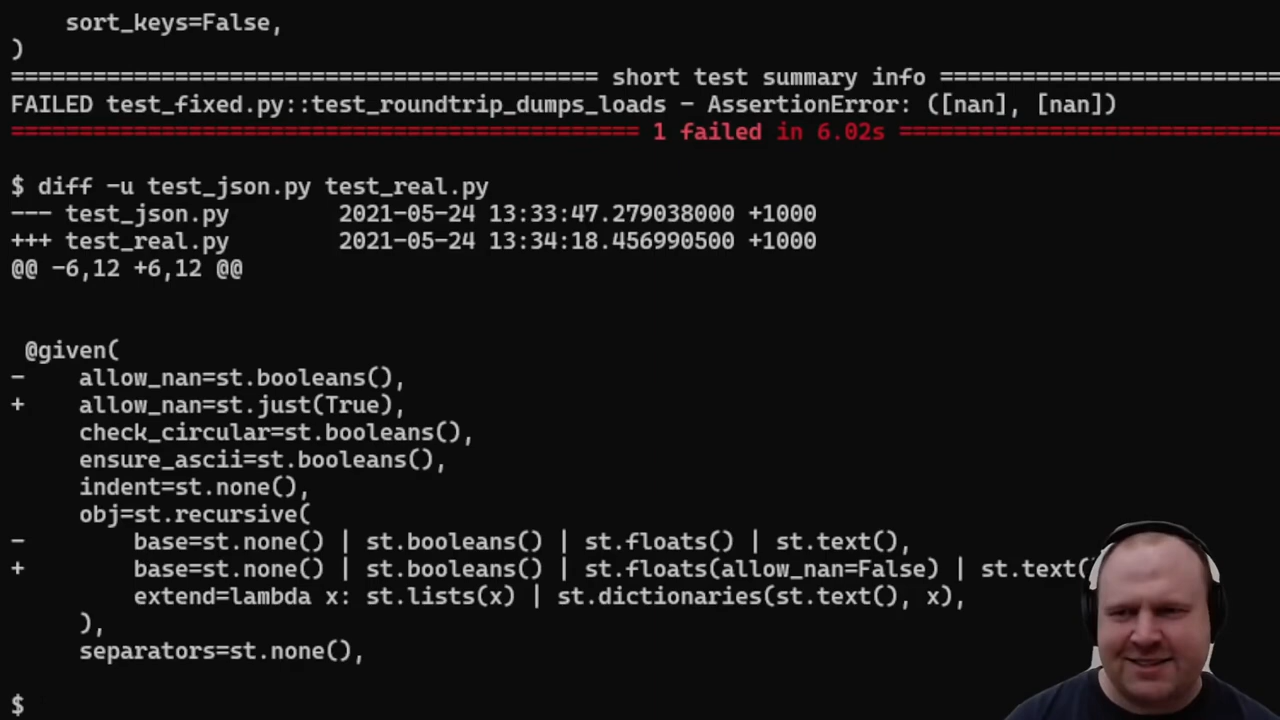 sort_keys=False,
)
=========================================== short test summary info =========================
FAILED test_fixed.py::test_roundtrip_dumps_loads - AssertionError: ([nan], [nan])
============================================== 1 failed in 6.02s ============================
$ diff -u test_json.py test_real.py
--- test_json.py 2021-05-24 13:33:47.279038000 +1000
+++ test_real.py 2021-05-24 13:34:18.456990500 +1000
@@ -6,12 +6,12 @@
@given(
- allow_nan=st.booleans(),
+ allow_nan=st.just(True),
check_circular=st.booleans(),
ensure_ascii=st.booleans(),
indent=st.none(),
obj=st.recursive(
- base=st.none() | st.booleans() | st.floats() | st.text(),
+ base=st.none() | st.booleans() | st.floats(allow_nan=False) | st.text(
extend=lambda x: st.lists(x) | st.dictionaries(st.text(), x),
),
separators=st.none(),
$